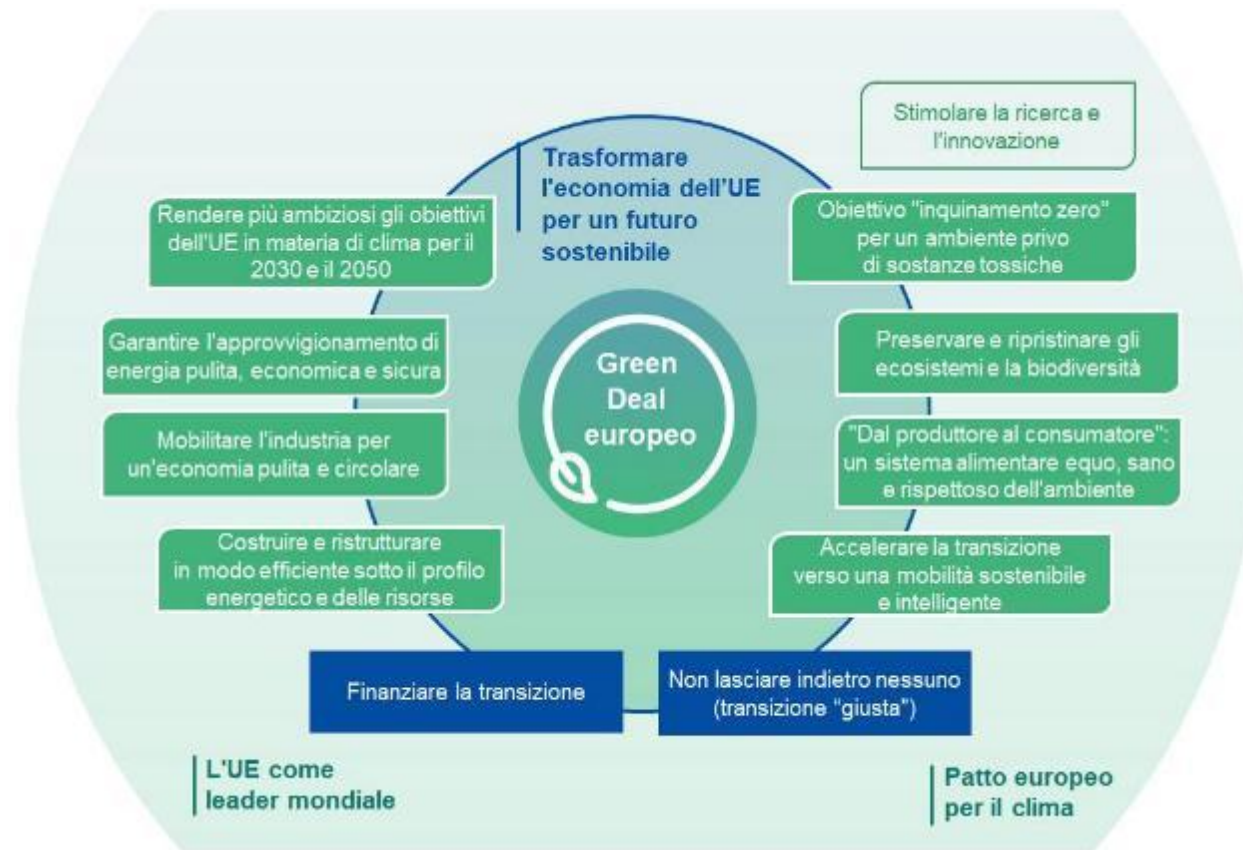 Stimolare la ricerca e
l'innovazione
Trasformare
l'economia dell'UE
per un futuro
sostenibile
Rendere più ambiziosi gli obiettivi
dell'UE in materia di clima per il
2030 e il 2050
Obiettivo "inquinamento zero"
per un ambiente privo
di sostanze tossiche
Garantire l'approvvigionamento di
energia pulita, economica e sicura
Preservare e ripristinare gli
ecosistemi e la biodiversità
Green
Deal
europeo
Mobilitare l'industria per
un'economia pulita e circolare
"Dal produttore al consumatore":
un sistema alimentare equo, sano
e rispettoso dell'ambiente
Costruire e ristrutturare
in modo efficiente sotto il profilo
energetico e delle risorse
Accelerare la transizione
verso una mobilità sostenibile
e intelligente
Finanziare la transizione
Non lasciare indietro nessuno
(transizione "giusta")
L'UE come
leader mondiale
Patto europeo
per il clima